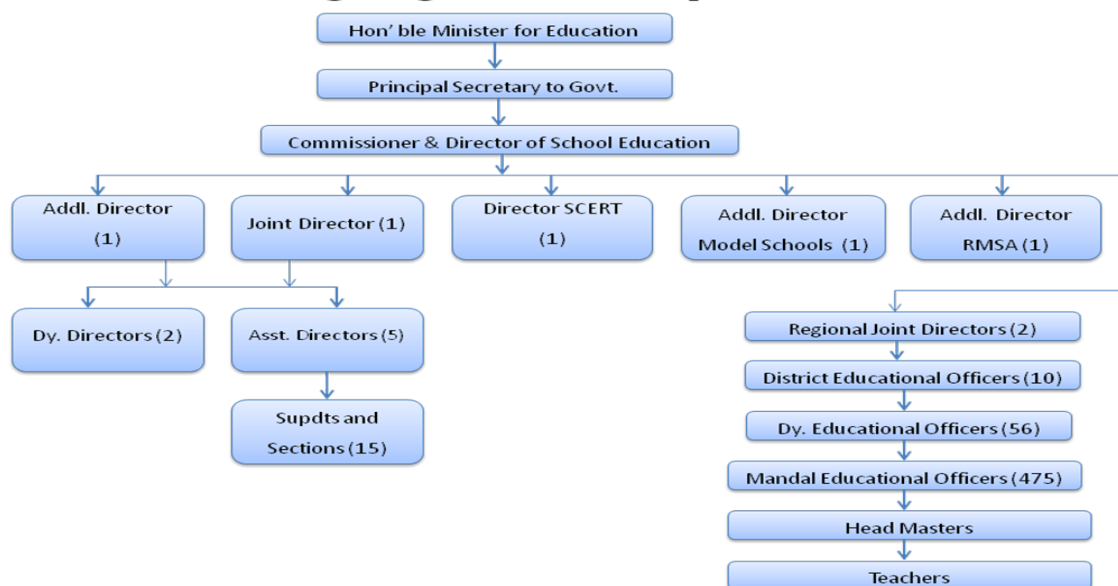 Hon' ble Minister for Education
Principal Secretary to Govt.
Commissioner & Director of School Education
Addl. Director
(1)
Joint Director (1)
Director SCERT
(1)
Addl. Director
Model Schools (1)
Addl. Director
RMSA (1)
Dy. Directors (2)
Asst. Directors (5)
Supdts and
Sections (15)
Regional Joint Directors (2)
District Educational Officers (10)
Dy. Educational Officers (56)
Mandal Educational Officers (475)
Head Masters
Teachers